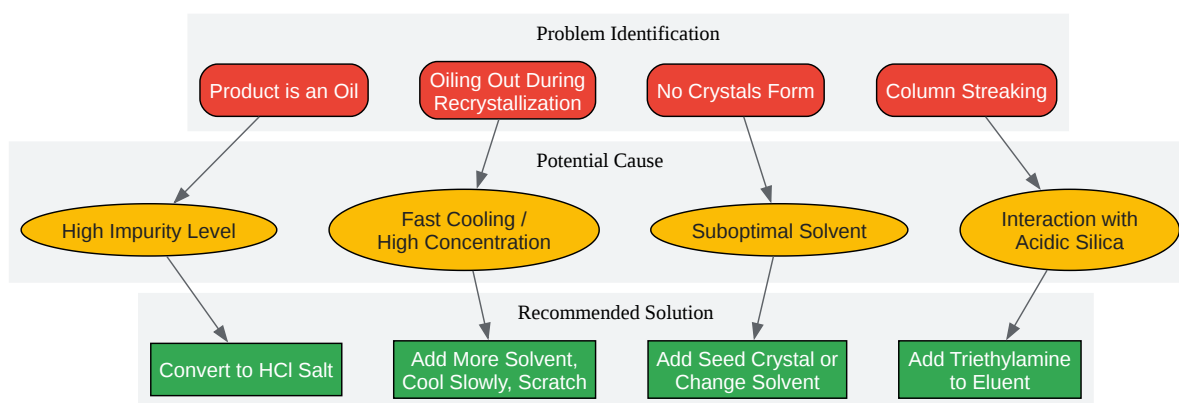 Problem Identification
Product is an Oil
Oiling Out During
Recrystallization
No Crystals Form
Column Streaking
Potential Cause
High Impurity Level
Fast Cooling /
High Concentration
Suboptimal Solvent
Interaction with
Acidic Silica
Recommended Solution
Convert to HCl Salt
Add More Solvent,
Cool Slowly, Scratch
Add Seed Crystal or
Change Solvent
Add Triethylamine
to Eluent